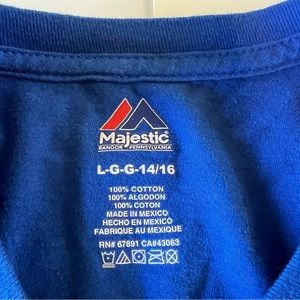 Majestic
BANGOR PENNSYLVANIA
L-G-G-14/16
100% COTTON
100% ALGODON
100% COTON
MADE IN MEXICO
HECHO EN MEXICO
FABRIQUE AU MEXIQUE
RN# 67891 CA#43063